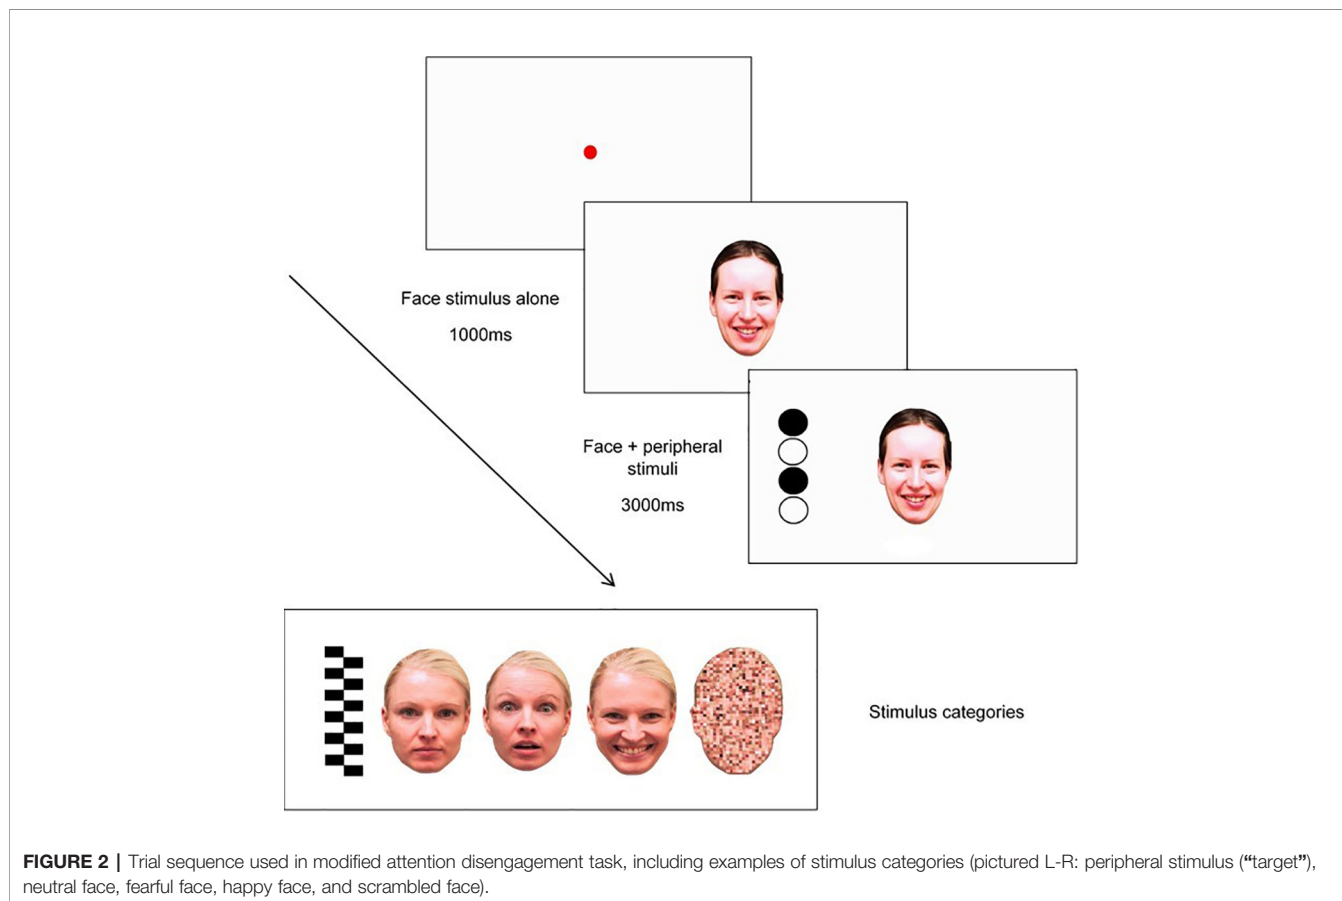 Face stimulus alone
1000ms
Face + peripheral
stimuli
3000ms
Stimulus categories
FIGURE 2 | Trial sequence used in modified attention disengagement task, including examples of stimulus categories (pictured L-R: peripheral stimulus (“target”),
neutral face, fearful face, happy face, and scrambled face).